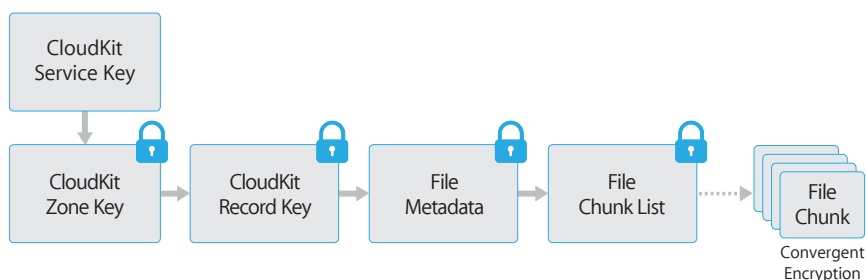 CloudKit
Service Key
CloudKit
Zone Key
CloudKit
Record Key
File
Metadata
File
Chunk List
File
Chunk
Convergent
Encryption